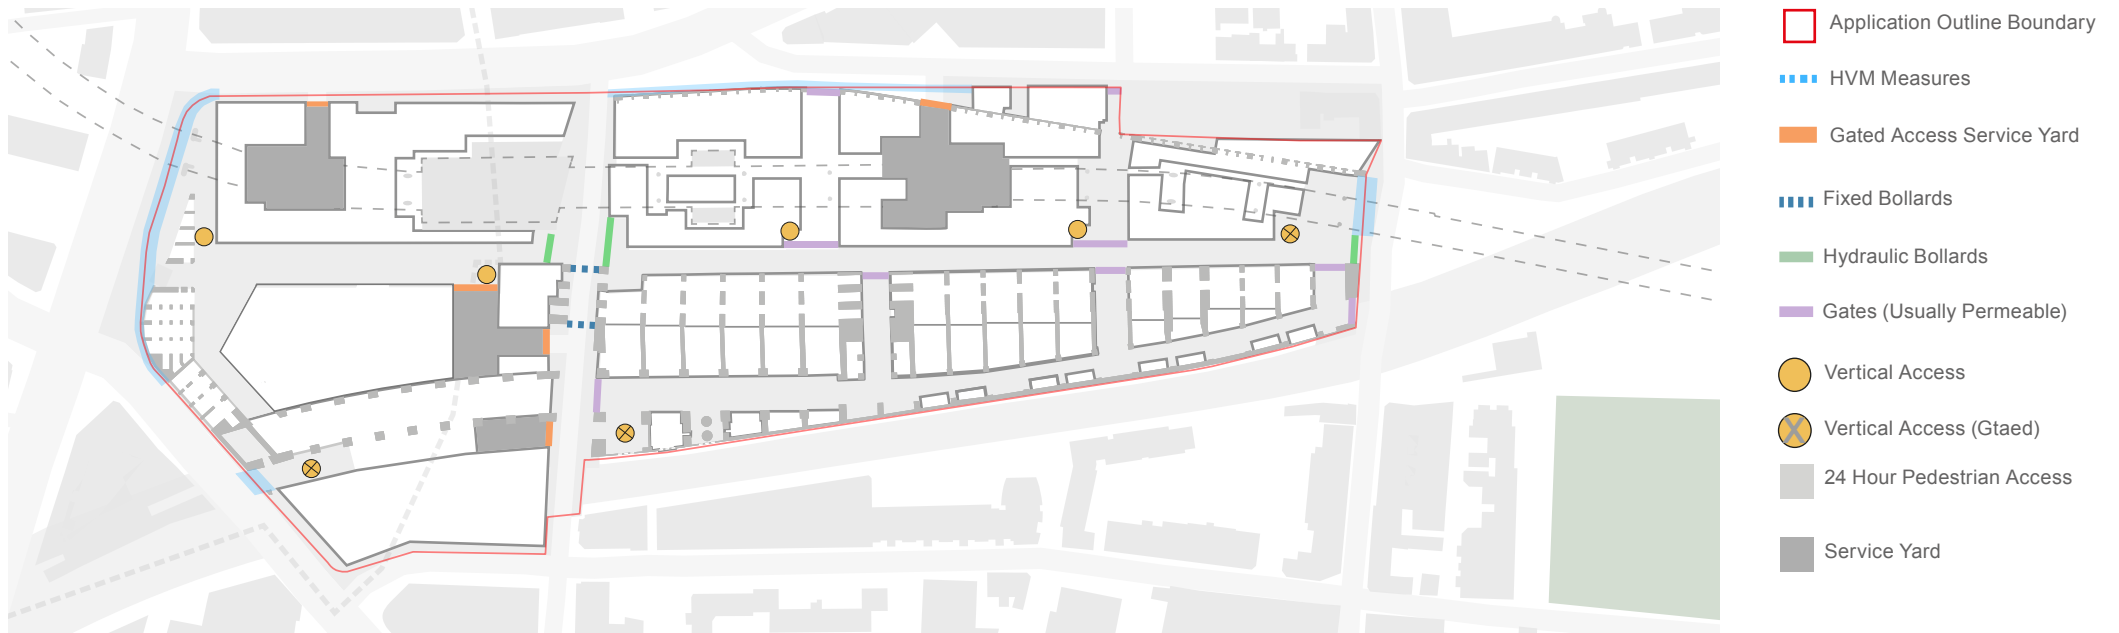 Application Outline Boundary
HVM Measures
Gated Access Service Yard
Fixed Bollards
Hydraulic Bollards
Gates (Usually Permeable)
Vertical Access
Vertical Access (Gtaed)
24 Hour Pedestrian Access
Service Yard